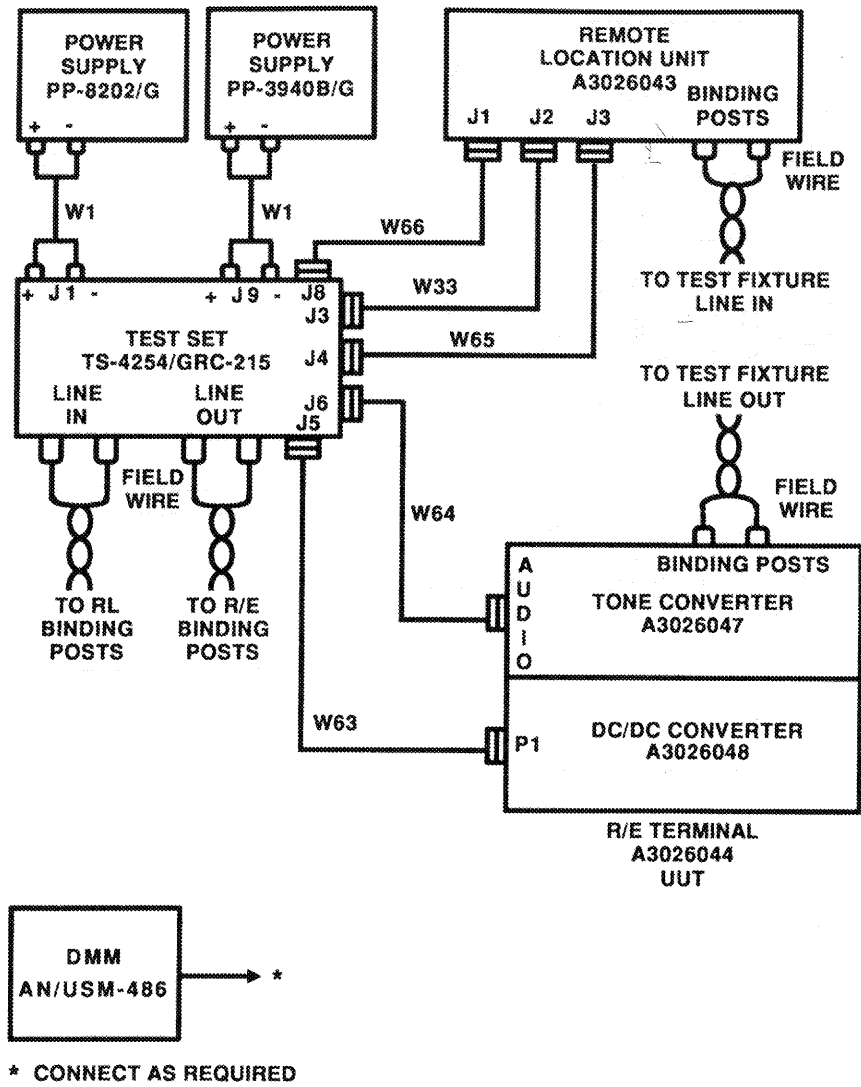 POWER
SUPPLY
PP-8202/G
+ -
POWER
SUPPLY
PP-3940B/G
+ -
REMOTE
LOCATION UNIT
A3026043
BINDING
POSTS
J1 J2 J3
FIELD
WIRE
W1
W1
W66
TO TEST FIXTURE
LINE IN
+ J1 -
+ J9 -
J8
J3
W33
TEST SET
TS-4254/GRC-215
J4
W65
LINE
IN
LINE
OUT
J6
J5
TO TEST FIXTURE
LINE OUT
FIELD
WIRE
FIELD
WIRE
W64
TO RL
BINDING
POSTS
TO R/E
BINDING
POSTS
AUDIO
BINDING POSTS
TONE CONVERTER
A3026047
W63
P1
DC/DC CONVERTER
A3026048
R/E TERMINAL
A3026044
UUT
DMM
AN/USM-486
*
* CONNECT AS REQUIRED